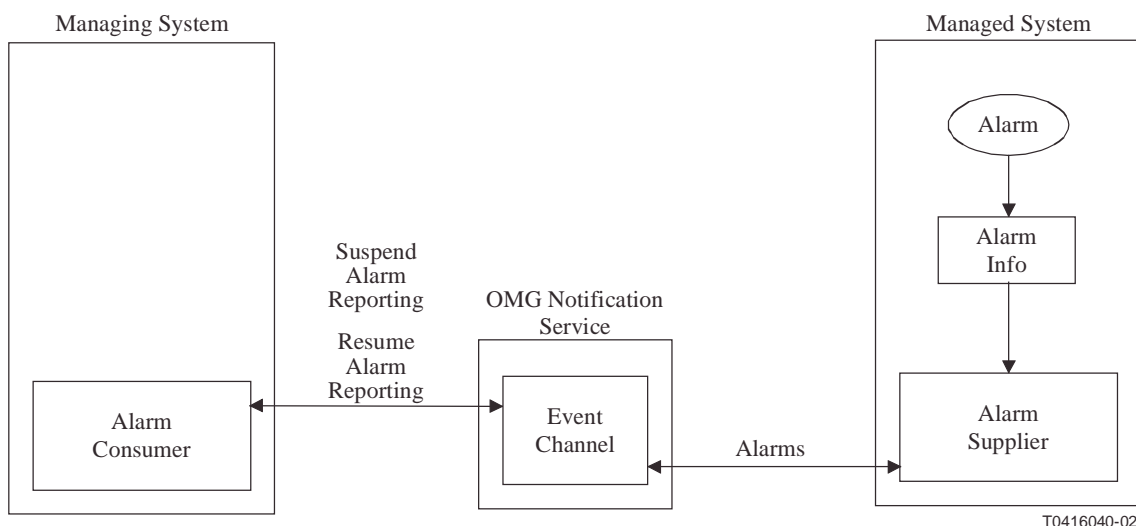 Managing System
Managed System
Alarm
Alarm
Info
Suspend
Alarm
Reporting
OMG Notification
Service
Resume
Alarm
Reporting
Alarm
Consumer
Event
Channel
Alarms
Alarm
Supplier
T0416040-02